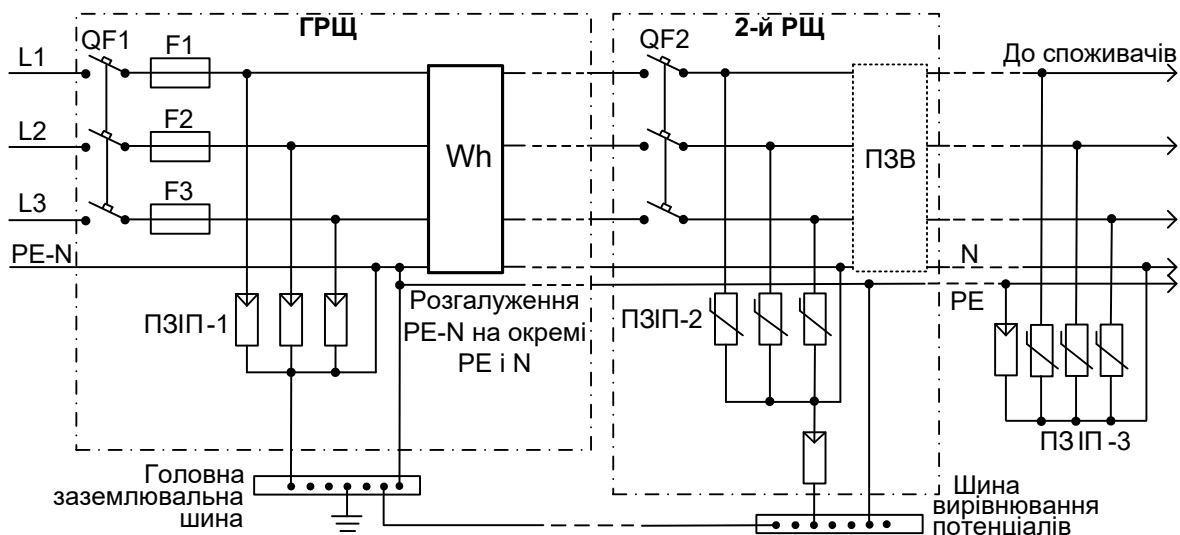 ГРЩ
2-й РЩ
QF1
F1
QF2
До споживачів
L1
L2
F2
Wh
ПЗВ
L3
F3
PE-N
N
PE
ПЗІП-1
Розгалуження
PE-N на окремі
PE і N
ПЗІП-2
ПЗІП-3
Головна
заземлювальна
шина
Шина
вирівнювання
потенціалів